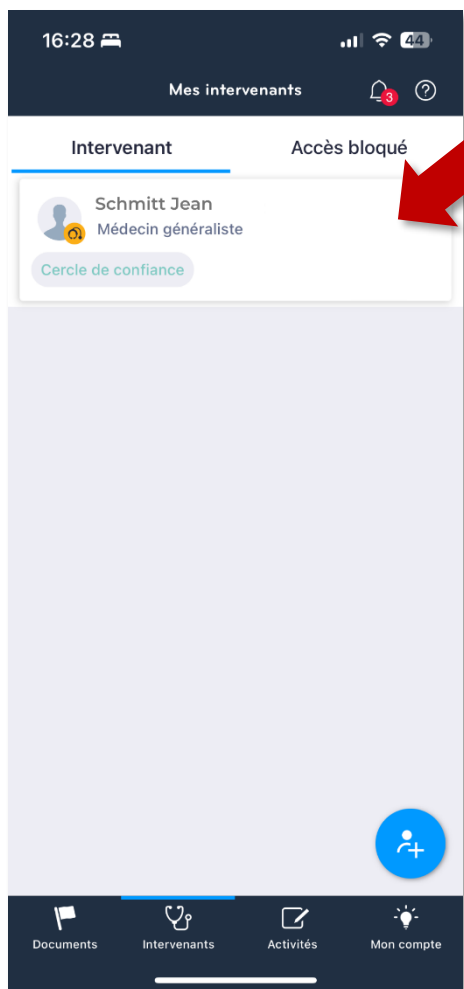 16:28
44
Mes intervenants
3
?
Intervenant
Accès bloqué
Schmitt Jean
Médecin généraliste
Cercle de confiance
Documents
Intervenants
Activités
Mon compte